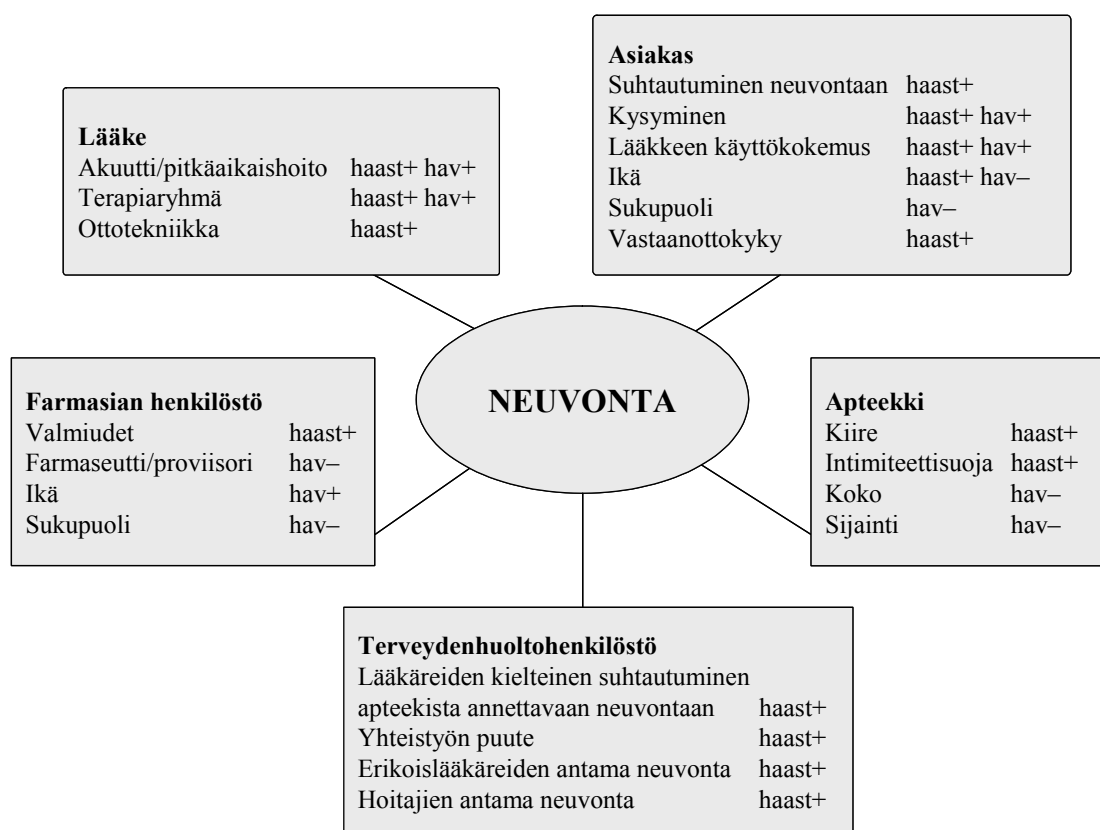 Lääke
Akuutti/pitkäaikaishoito haast+ hav+
Terapiaryhmä haast+ hav+
Ottotekniikka haast+
Asiakas
Suhtautuminen neuvontaan haast+
Kysyminen haast+ hav+
Lääkkeen käyttökokemus haast+ hav+
Ikä haast+ hav–
Sukupuoli hav–
Vastaanottokyky haast+
NEUVONTA
Farmasian henkilöstö
Valmiudet haast+
Farmaseutti/proviisori hav–
Ikä hav+
Sukupuoli hav–
Apteekki
Kiire haast+
Intimiteettisuoja haast+
Koko hav–
Sijainti hav–
Terveydenhuoltohenkilöstö
Lääkäreiden kielteinen suhtautuminen
apteekista annettavaan neuvontaan haast+
Yhteistyön puute haast+
Erikoislääkäreiden antama neuvonta haast+
Hoitajien antama neuvonta haast+